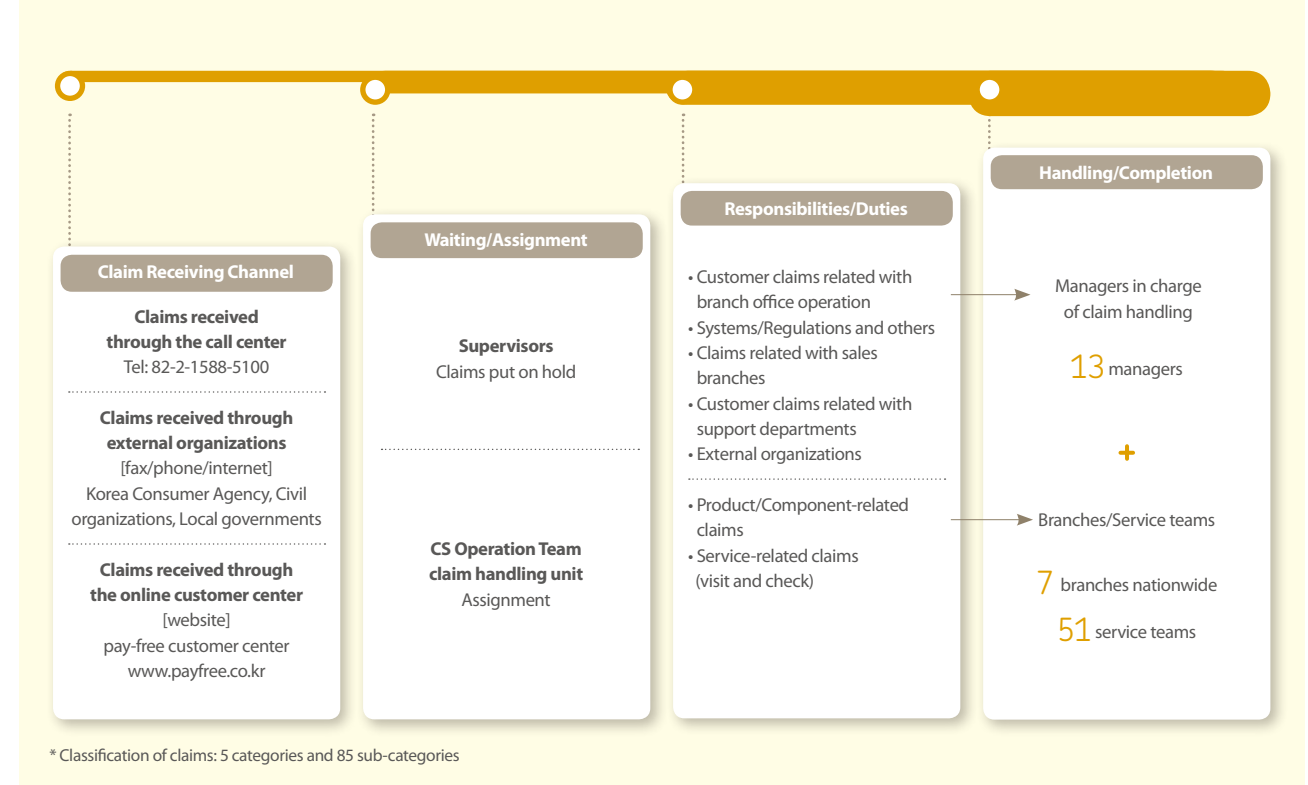 Claim Receiving Channel
Claims received
through the call center
Tel: 82-2-1588-5100
Claims received through
external organizations
[fax/phone/internet]
Korea Consumer Agency, Civil
organizations, Local governments
Claims received through
the online customer center
[website]
pay-free customer center
www.payfree.co.kr
Waiting/Assignment
Supervisors
Claims put on hold
CS Operation Team
claim handling unit
Assignment
Responsibilities/Duties
• Customer claims related with
branch office operation
• Systems/Regulations and others
• Claims related with sales
branches
• Customer claims related with
support departments
• External organizations
• Product/Component-related
claims
• Service-related claims
(visit and check)
Handling/Completion
Managers in charge
of claim handling
13 managers
+
Branches/Service teams
7 branches nationwide
51 service teams
* Classification of claims: 5 categories and 85 sub-categories